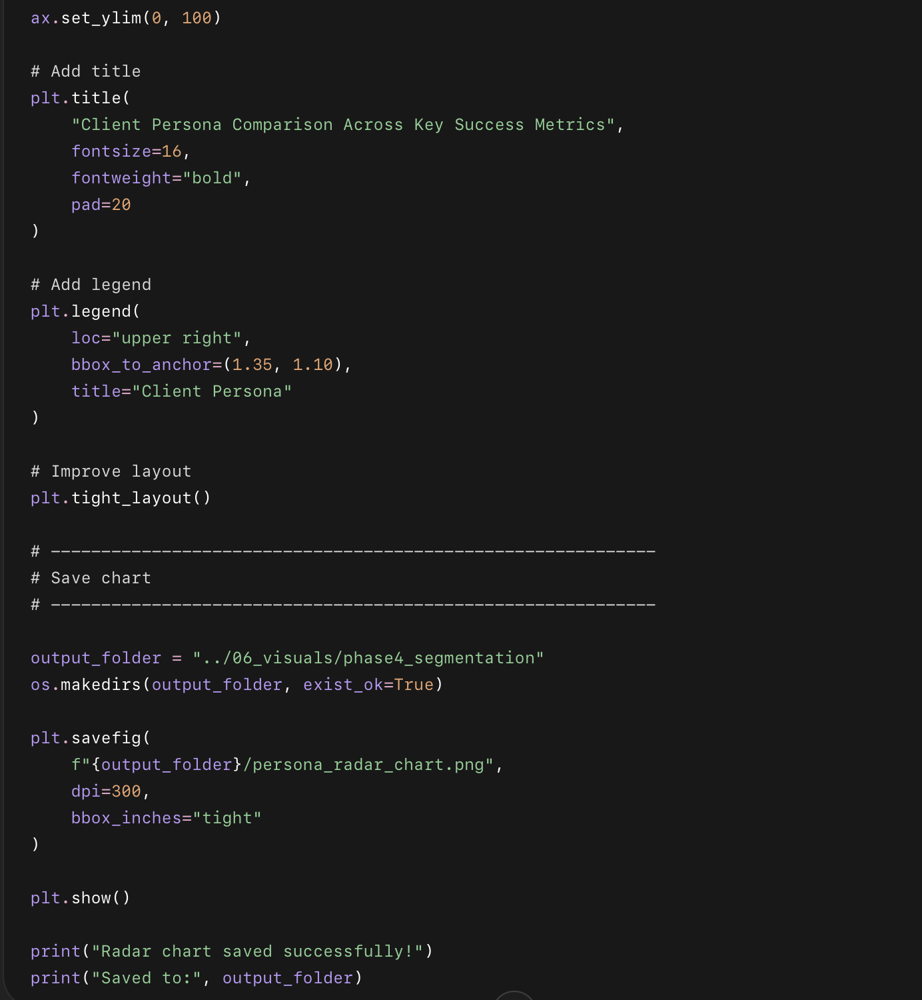 ax.set_ylim(0, 100)
# Add title
plt.title(
    "Client Persona Comparison Across Key Success Metrics",
    fontsize=16,
    fontweight="bold",
    pad=20
)
# Add legend
plt.legend(
    loc="upper right",
    bbox_to_anchor=(1.35, 1.10),
    title="Client Persona"
)
# Improve layout
plt.tight_layout()
# ------------------------------------------------------------
# Save chart
# ------------------------------------------------------------
output_folder = "../06_visuals/phase4_segmentation"
os.makedirs(output_folder, exist_ok=True)
plt.savefig(
    f"{output_folder}/persona_radar_chart.png",
    dpi=300,
    bbox_inches="tight"
)
plt.show()
print("Radar chart saved successfully!")
print("Saved to:", output_folder)